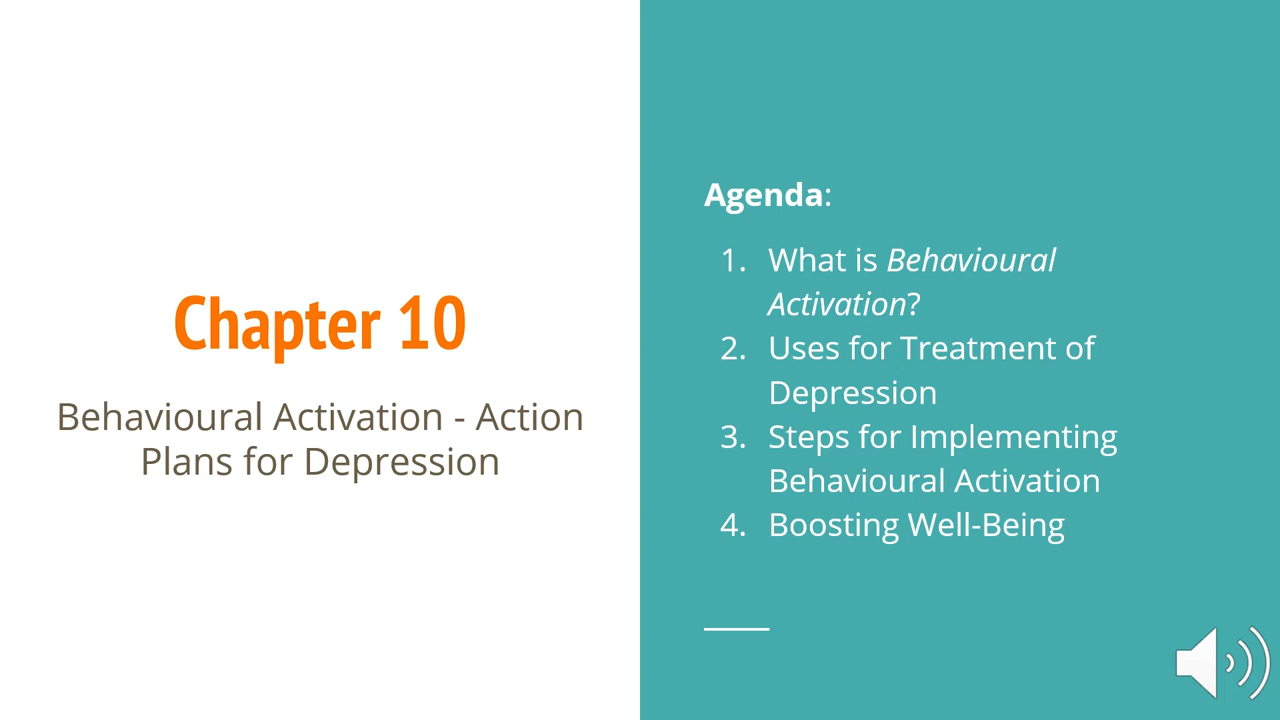 Chapter 10
Behavioural Activation - Action
Plans for Depression
Agenda:
1. What is Behavioural
Activation?
2. Uses for Treatment of
Depression
3. Steps for Implementing
Behavioural Activation
4. Boosting Well-Being